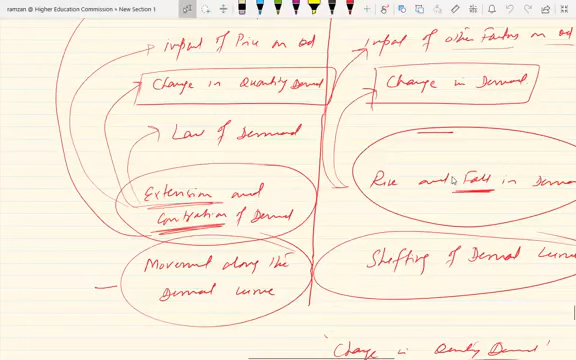 ramzan @ Higher Education Commission > New Section 1
impact of Price on Qd
Change in Quantity Demand
Law of Demand
Extension and
Contraction of Demand
Movement along the
Demand curve
impact of other Factors on Qd
Change in Demand
Rise and Fall in Deman
Shifting of Demand curve
'Change in Quantity Demand'